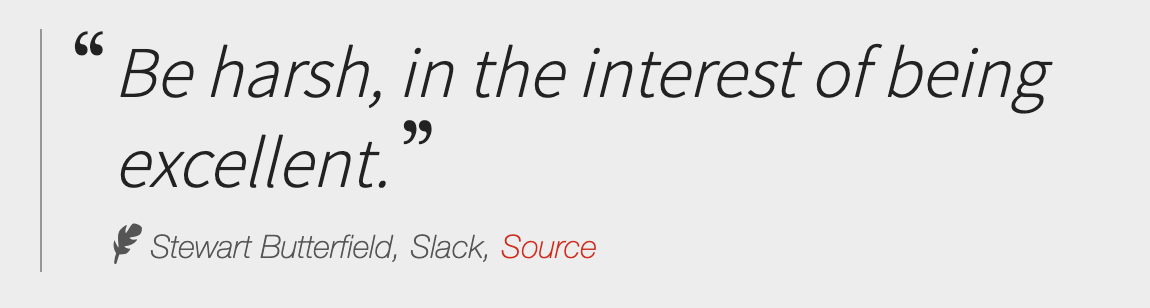 “Be harsh, in the interest of being
excellent.”
Stewart Butterfield, Slack, Source